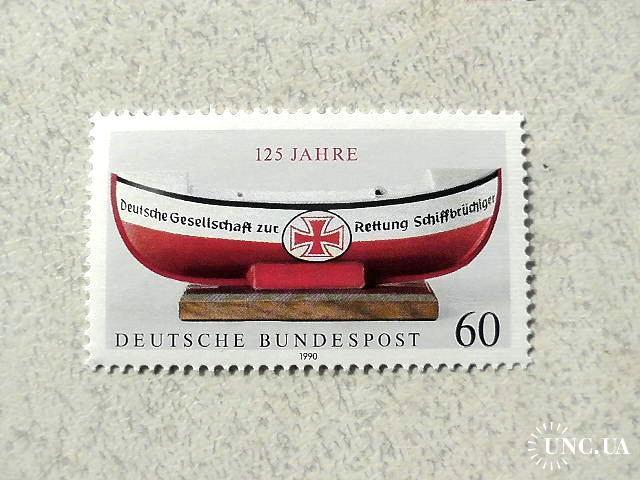 125 JAHRE
Deutsche Gesellschaft zur Rettung Schiffbrüchiger
DEUTSCHE BUNDESPOST 60
1990
UNC.UA